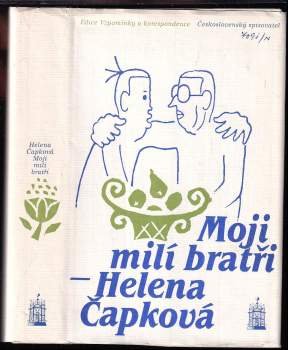 Edice Vzpomínky a korespondence
Československý spisovatel
Helena
Čapková
Moji
milí
bratři
Moji
milí bratři
– Helena
Čapková